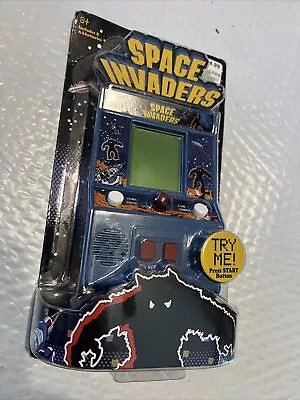 8+
SPACE
INVADERS
SPACE
INVADERS
TRY
ME!
Press START
Button